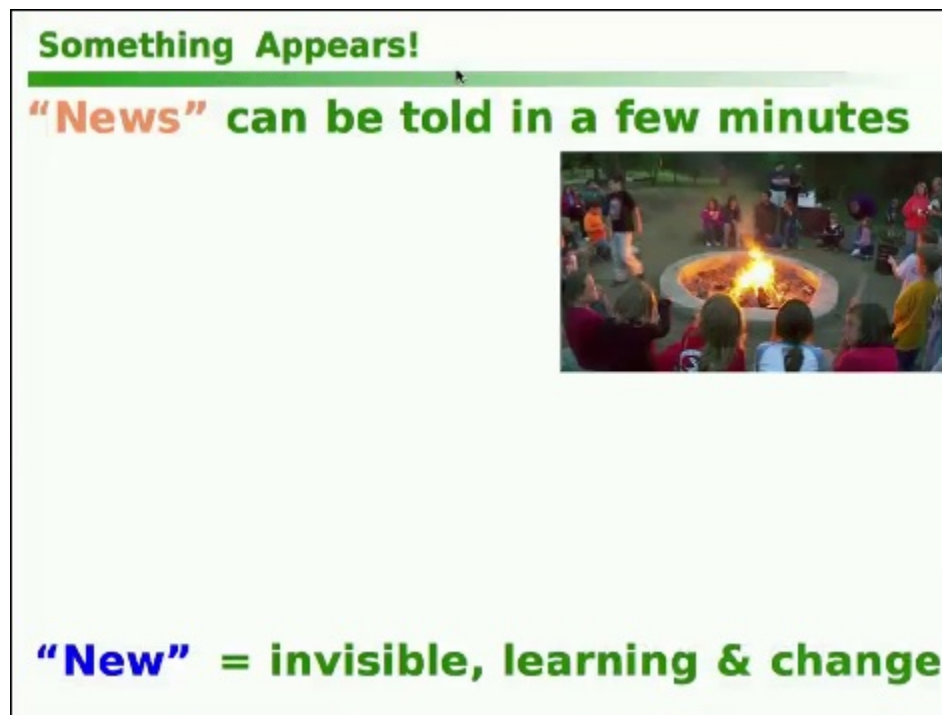 Something Appears!
“News” can be told in a few minutes
“New” = invisible, learning & change